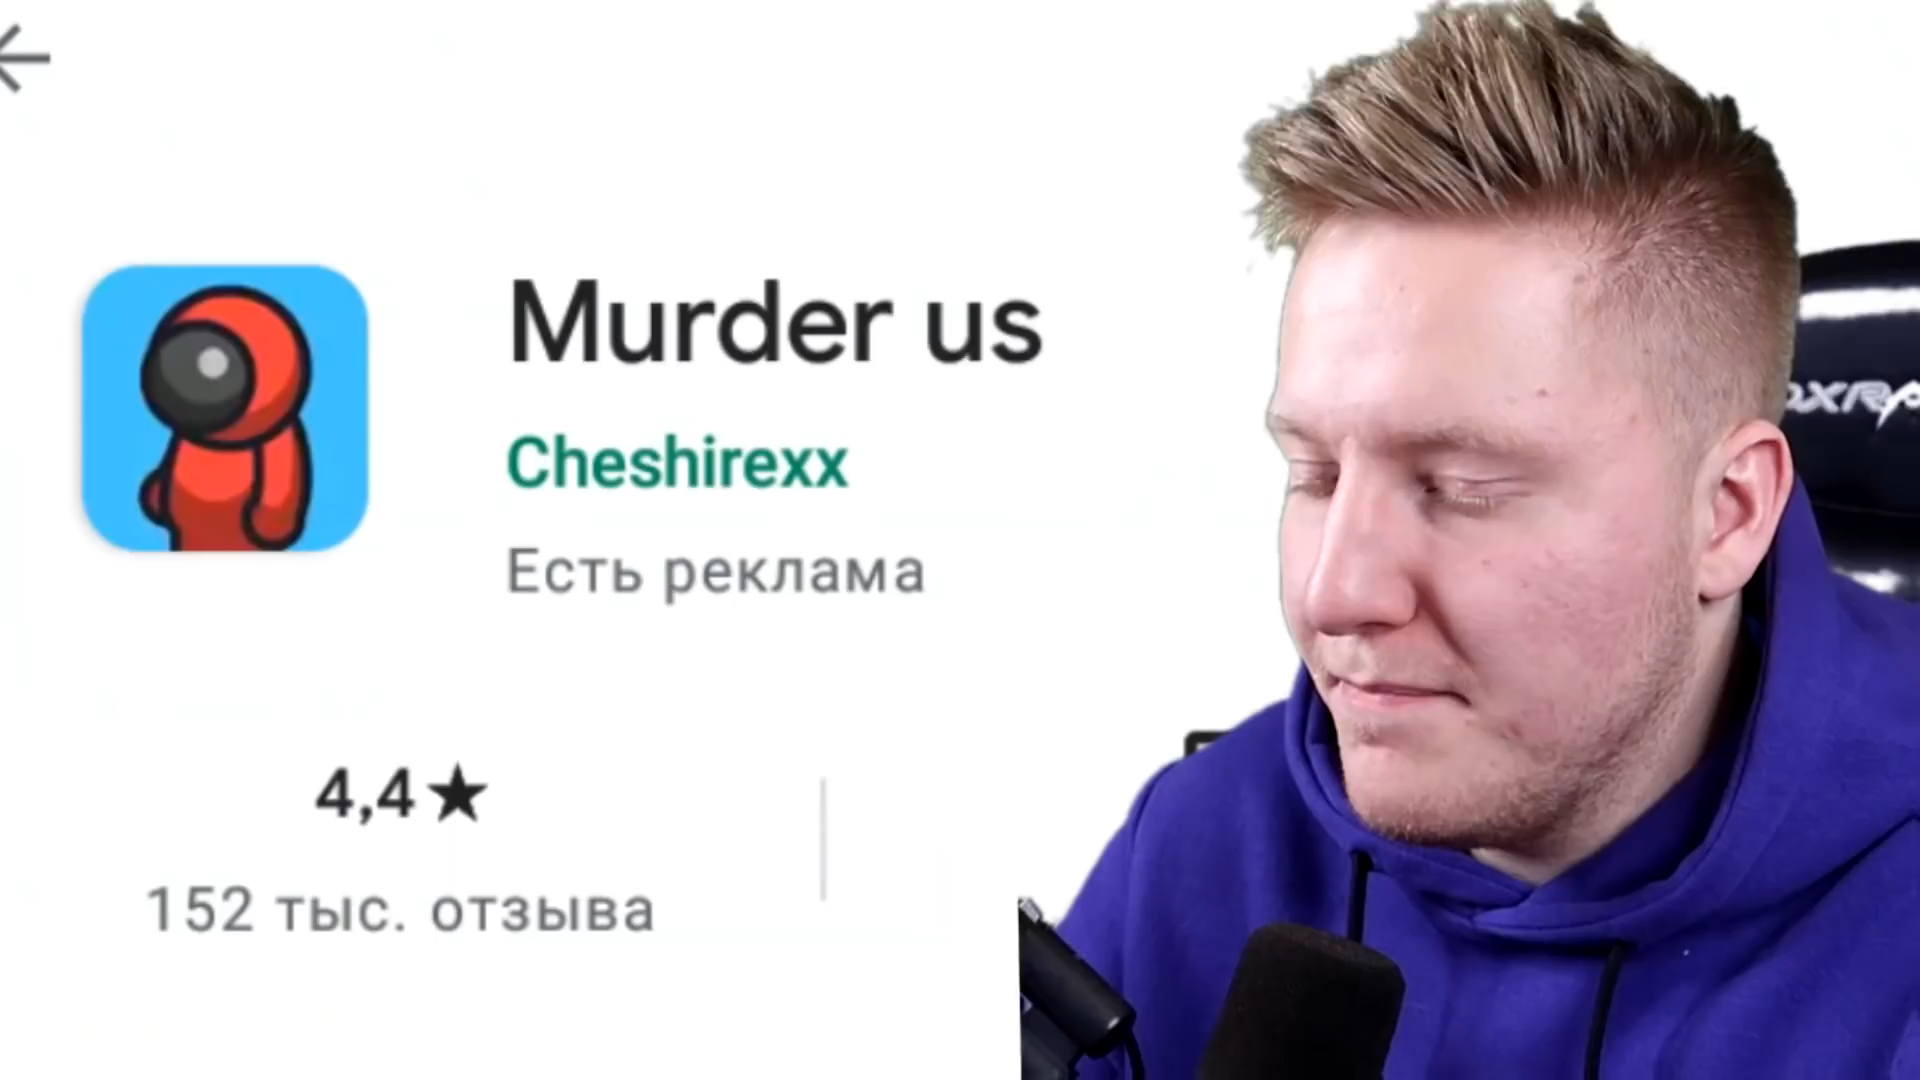 Murder us
Cheshirexx
Есть реклама
4,4★
152 тыс. отзыва